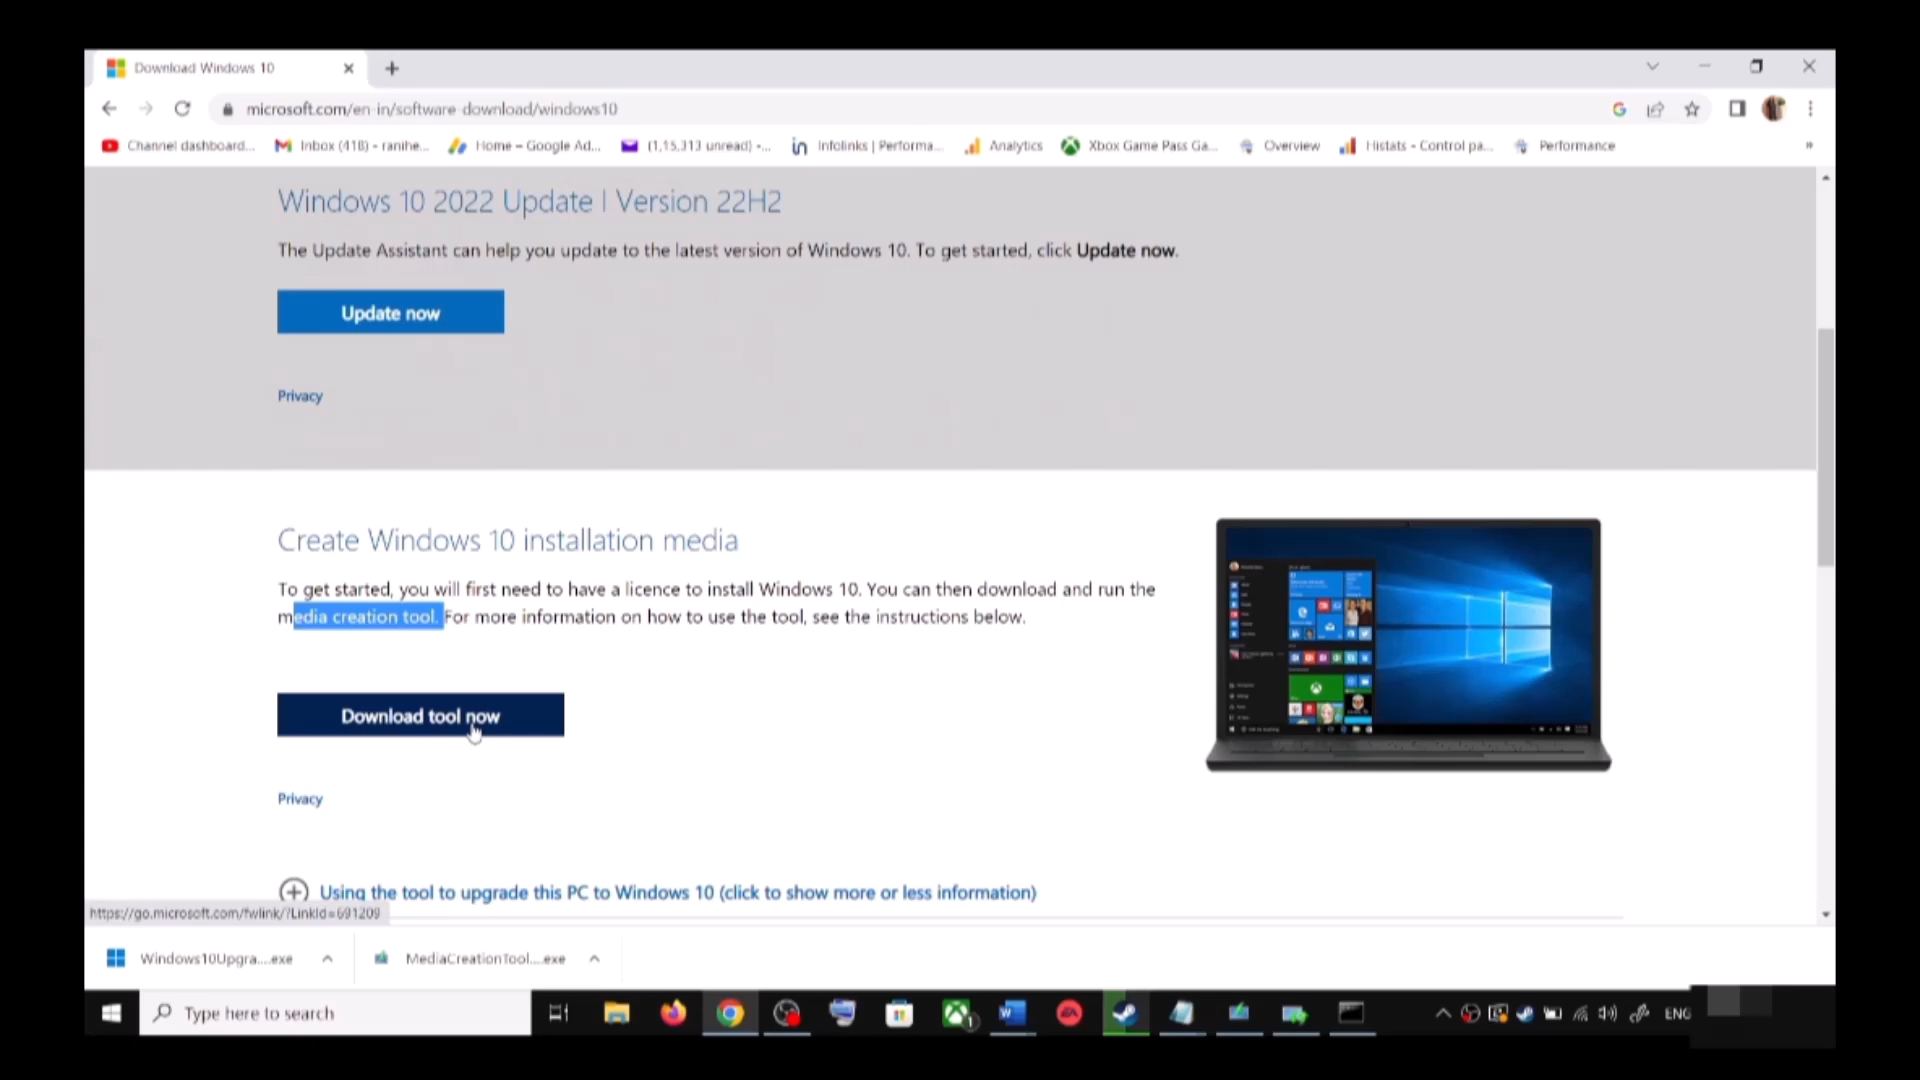 Download Windows 10
microsoft.com/en-in/software-download/windows10
Channel dashboard...
Inbox (418) - ranihe...
Home – Google Ad...
(1,15,313 unread) -...
Infolinks | Performa...
Analytics
Xbox Game Pass Ga...
Overview
Histats - Control pa...
Performance
»
Windows 10 2022 Update | Version 22H2
The Update Assistant can help you update to the latest version of Windows 10. To get started, click Update now.
Update now
Privacy
Create Windows 10 installation media
To get started, you will first need to have a licence to install Windows 10. You can then download and run the
media creation tool. For more information on how to use the tool, see the instructions below.
Download tool now
Privacy
Using the tool to upgrade this PC to Windows 10 (click to show more or less information)
https://go.microsoft.com/fwlink/?LinkId=691209
Windows10Upgra....exe
MediaCreationTool....exe
Type here to search
ENG